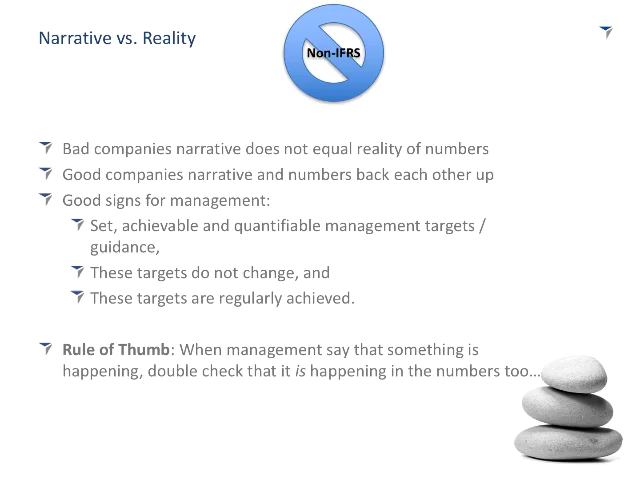 Narrative vs. Reality
Non-IFRS
Bad companies narrative does not equal reality of numbers
Good companies narrative and numbers back each other up
Good signs for management:
Set, achievable and quantifiable management targets /
guidance,
These targets do not change, and
These targets are regularly achieved.
Rule of Thumb: When management say that something is
happening, double check that it is happening in the numbers too…